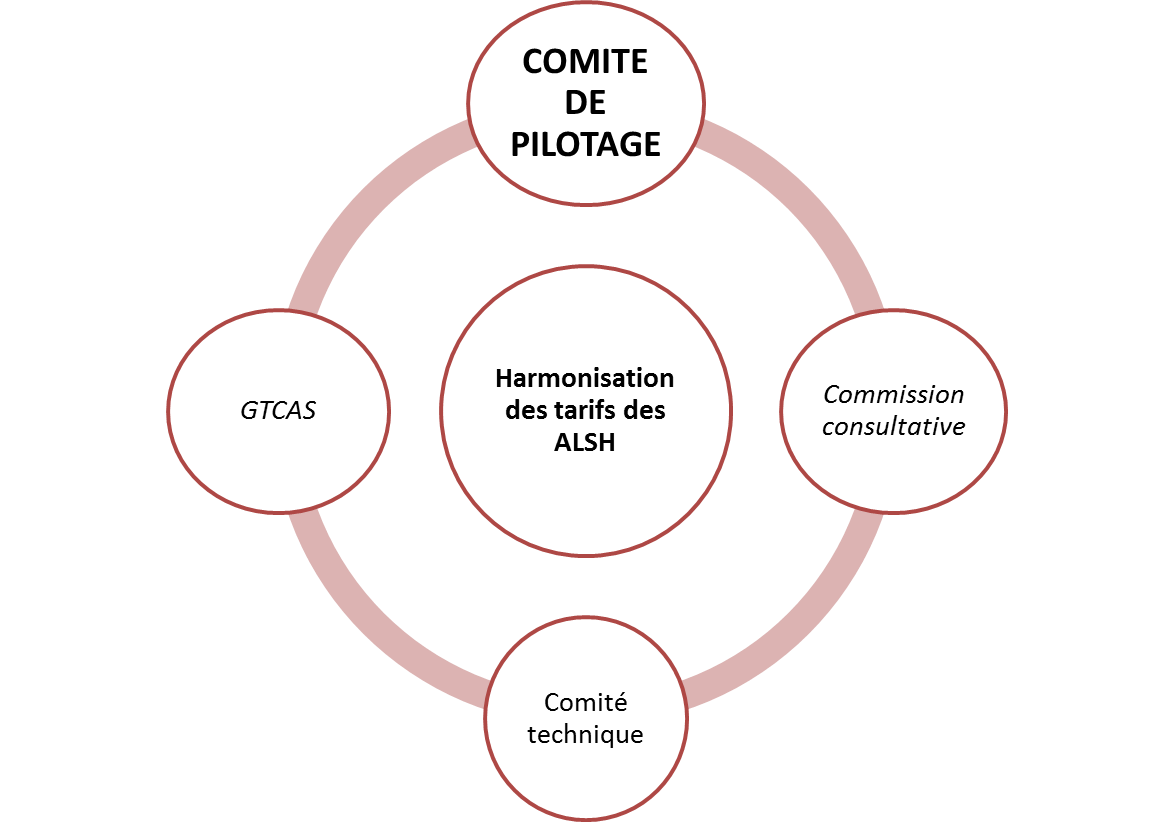 COMITE
DE
PILOTAGE
GTCAS
Harmonisation
des tarifs des
ALSH
Commission
consultative
Comité
technique